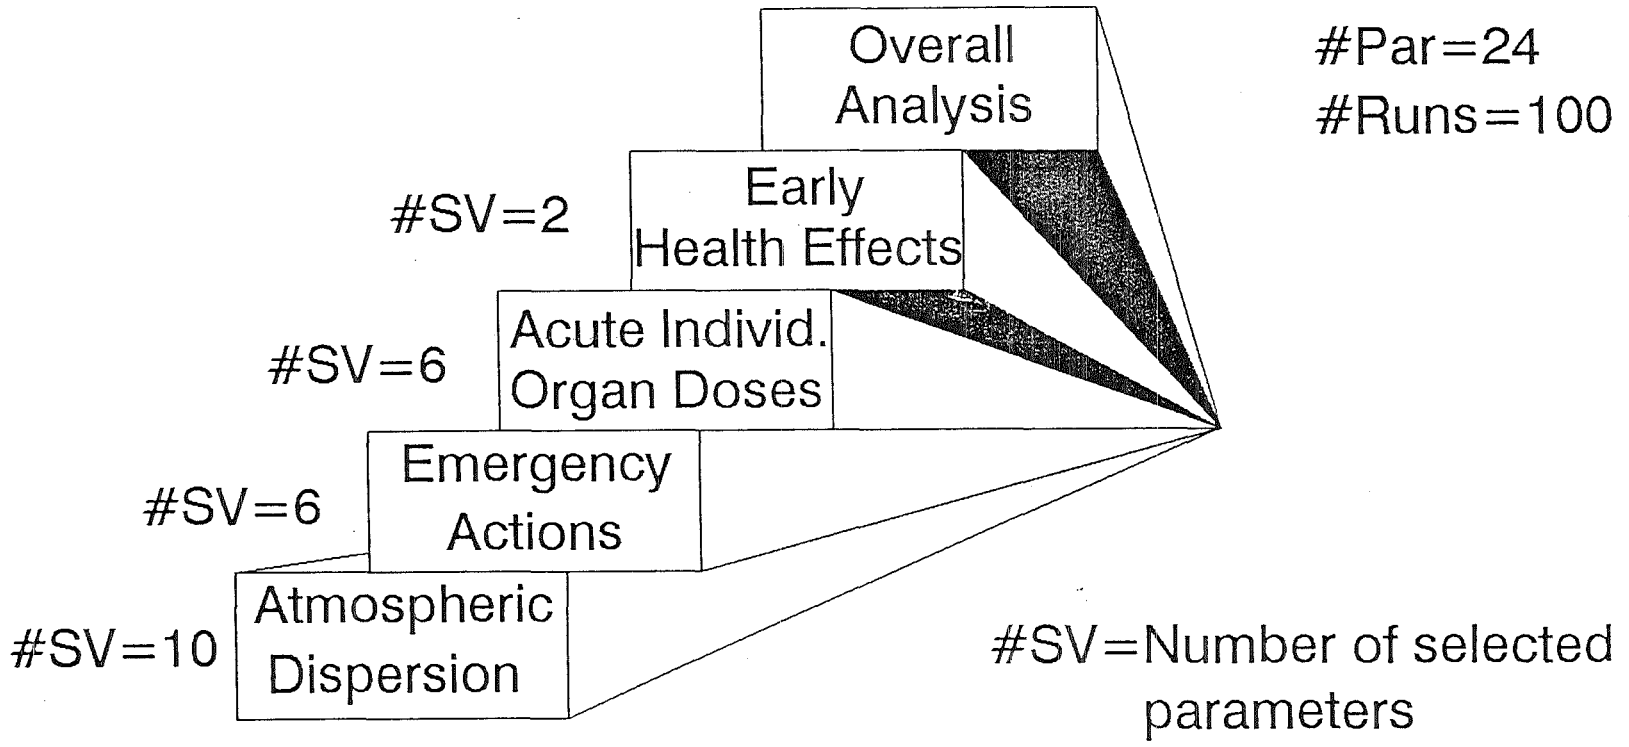 Overall
Analysis
#Par=24
#Runs=100
#SV=2
Early
Health Effects
#SV=6
Acute Individ.
Organ Doses
#SV=6
Emergency
Actions
#SV=10
Atmospheric
Dispersion
#SV=Number of selected
parameters